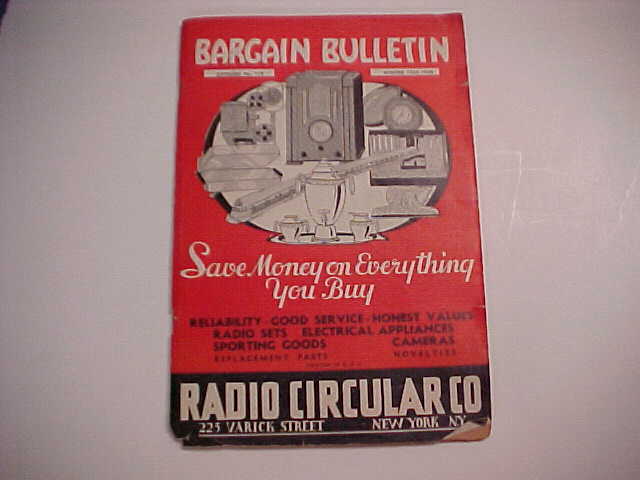 BARGAIN BULLETIN
Save Money on Everything
You Buy
RELIABILITY - GOOD SERVICE - HONEST VALUES
RADIO SETS ELECTRICAL APPLIANCES
SPORTING GOODS CAMERAS
REPLACEMENT PARTS NOVELTIES
RADIO CIRCULAR CO
225 VARICK STREET NEW YORK NY